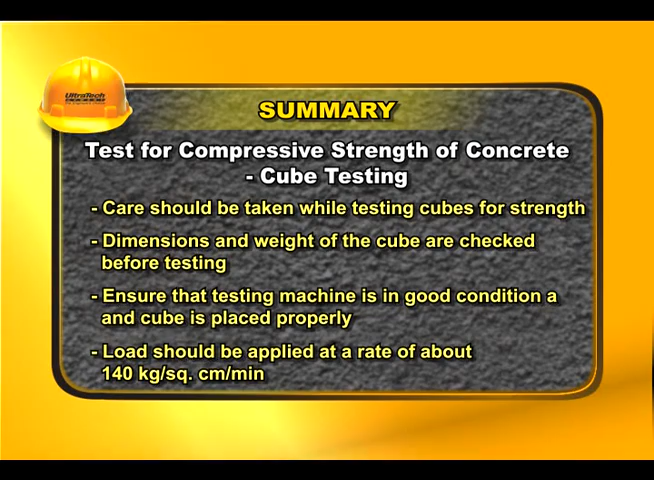 UltraTech
CEMENT
SUMMARY
Test for Compressive Strength of Concrete
- Cube Testing
- Care should be taken while testing cubes for strength
- Dimensions and weight of the cube are checked
before testing
- Ensure that testing machine is in good condition a
and cube is placed properly
- Load should be applied at a rate of about
140 kg/sq. cm/min